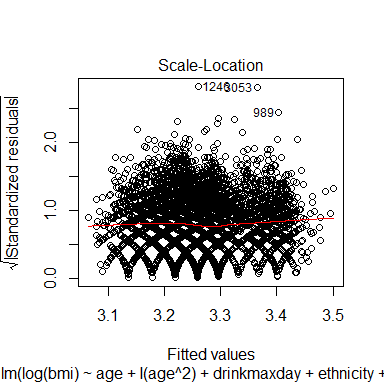 Scale-Location
√|Standardized residuals|
0.0 1.0 2.0
1246 3053
989
3.1 3.2 3.3 3.4 3.5
Fitted values
lm(log(bmi) ~ age + I(age^2) + drinkmaxday + ethnicity +